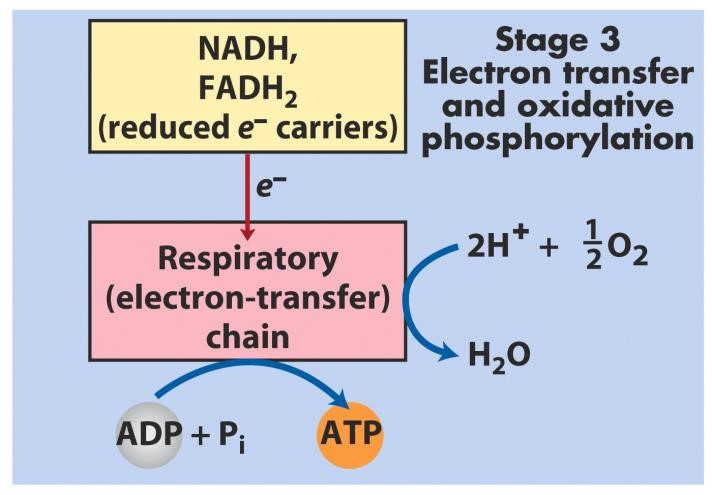 NADH,
FADH₂
(reduced e⁻ carriers)
Stage 3
Electron transfer
and oxidative
phosphorylation
e⁻
Respiratory
(electron-transfer)
chain
2H⁺ + ½O₂
H₂O
ADP + Pᵢ
ATP